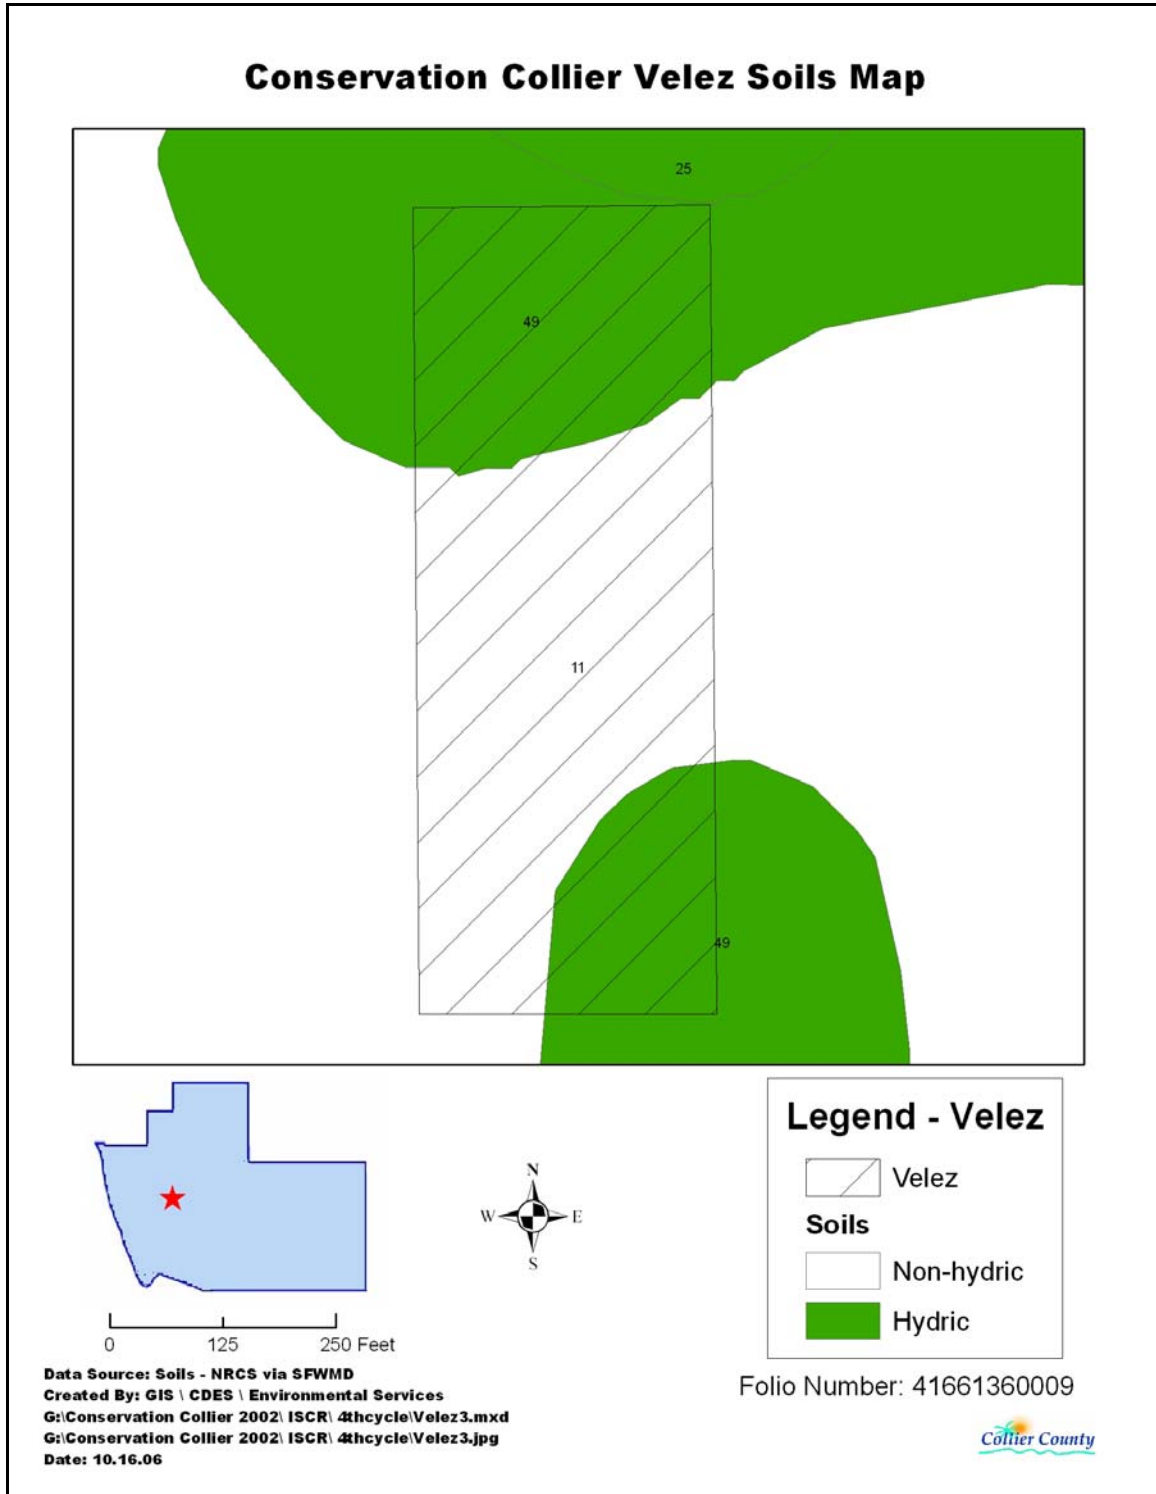 Conservation Collier Velez Soils Map
25
49
11
49
Legend - Velez
Velez
Soils
Non-hydric
Hydric
N
W E
S
0 125 250 Feet
Data Source: Soils - NRCS via SFWMD
Created By: GIS \ CDES \ Environmental Services
G:\Conservation Collier 2002\ ISCR\ 4thcycle\Velez3.mxd
G:\Conservation Collier 2002\ ISCR\ 4thcycle\Velez3.jpg
Date: 10.16.06
Folio Number: 41661360009
Collier County